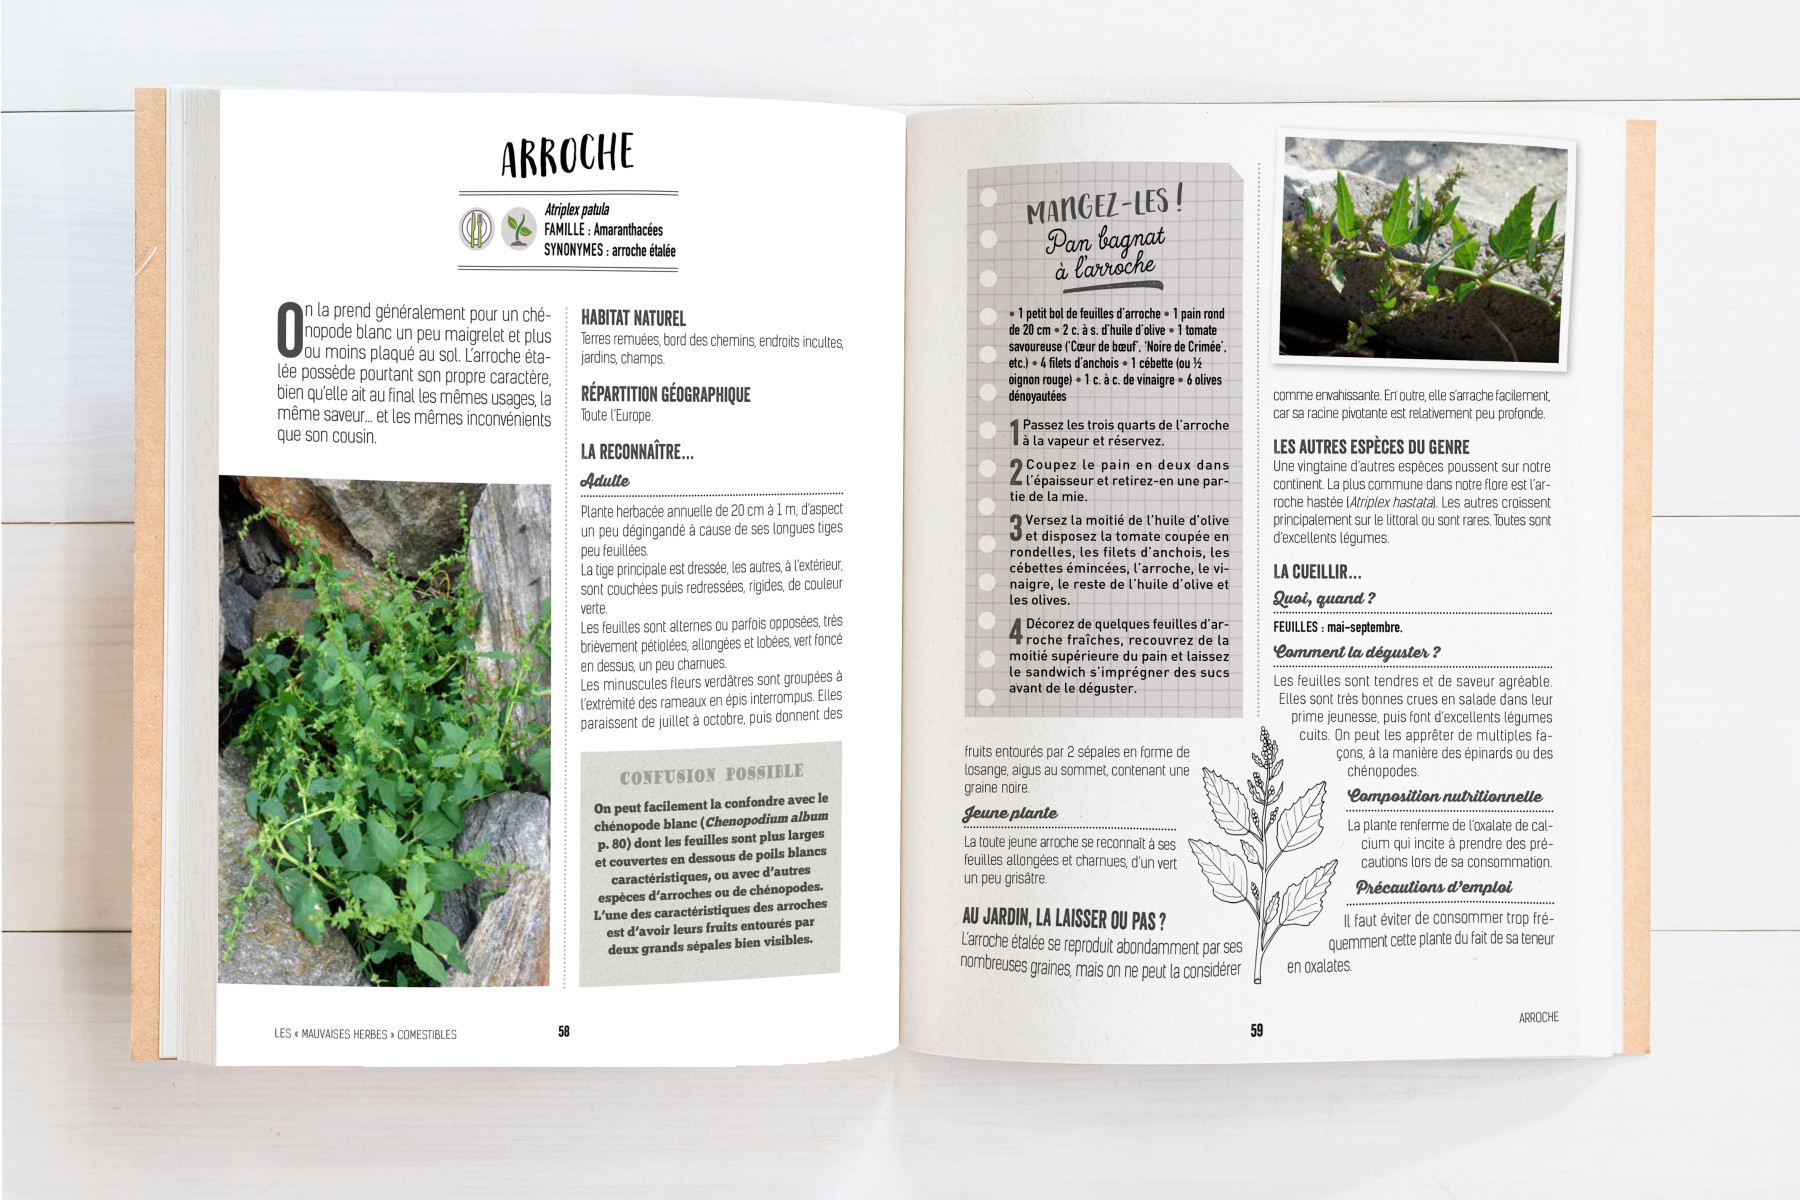 ARROCHE
Atriplex patula
FAMILLE : Amaranthacées
SYNONYMES : arroche étalée
On la prend généralement pour un ché-
nopode blanc un peu maigrelet et plus
ou moins plaqué au sol. L'arroche éta-
lée possède pourtant son propre caractère,
bien qu'elle ait au final les mêmes usages, la
même saveur... et les mêmes inconvénients
que son cousin.
HABITAT NATUREL
Terres remuées, bord des chemins, endroits incultes,
jardins, champs.
RÉPARTITION GÉOGRAPHIQUE
Toute l'Europe.
LA RECONNAÎTRE...
Adulte
Plante herbacée annuelle de 20 cm à 1 m, d'aspect
un peu dégingandé à cause de ses longues tiges
peu feuillées.
La tige principale est dressée, les autres, à l'extérieur,
sont couchées puis redressées, rigides, de couleur
verte.
Les feuilles sont alternes ou parfois opposées, très
brièvement pétiolées, allongées et lobées, vert foncé
en dessus, un peu charnues.
Les minuscules fleurs verdâtres sont groupées à
l'extrémité des rameaux en épis interrompus. Elles
paraissent de juillet à octobre, puis donnent des
CONFUSION POSSIBLE
On peut facilement la confondre avec le
chénopode blanc (Chenopodium album
p. 80) dont les feuilles sont plus larges
et couvertes en dessous de poils blancs
caractéristiques, ou avec d'autres
espèces d'arroches ou de chénopodes.
L'une des caractéristiques des arroches
est d'avoir leurs fruits entourés par
deux grands sépales bien visibles.
LES « MAUVAISES HERBES » COMESTIBLES
58
MANGEZ-LES !
Pan bagnat
à l'arroche
• 1 petit bol de feuilles d'arroche • 1 pain rond
de 20 cm • 2 c. à s. d'huile d'olive • 1 tomate
savoureuse ('Cœur de bœuf', 'Noire de Crimée',
etc.) • 4 filets d'anchois • 1 cébette (ou ½
oignon rouge) • 1 c. à c. de vinaigre • 6 olives
dénoyautées
1 Passez les trois quarts de l'arroche
à la vapeur et réservez.
2 Coupez le pain en deux dans
l'épaisseur et retirez-en une par-
tie de la mie.
3 Versez la moitié de l'huile d'olive
et disposez la tomate coupée en
rondelles, les filets d'anchois, les
cébettes émincées, l'arroche, le vi-
naigre, le reste de l'huile d'olive et
les olives.
4 Décorez de quelques feuilles d'ar-
roche fraîches, recouvrez de la
moitié supérieure du pain et laissez
le sandwich s'imprégner des sucs
avant de le déguster.
fruits entourés par 2 sépales en forme de
losange, aigus au sommet, contenant une
graine noire.
Jeune plante
La toute jeune arroche se reconnaît à ses
feuilles allongées et charnues, d'un vert
un peu grisâtre.
AU JARDIN, LA LAISSER OU PAS ?
L'arroche étalée se reproduit abondamment par ses
nombreuses graines, mais on ne peut la considérer
comme envahissante. En outre, elle s'arrache facilement,
car sa racine pivotante est relativement peu profonde.
LES AUTRES ESPÈCES DU GENRE
Une vingtaine d'autres espèces poussent sur notre
continent. La plus commune dans notre flore est l'ar-
roche hastée (Atriplex hastata). Les autres croissent
principalement sur le littoral ou sont rares. Toutes sont
d'excellents légumes.
LA CUEILLIR...
Quoi, quand ?
FEUILLES : mai-septembre.
Comment la déguster ?
Les feuilles sont tendres et de saveur agréable.
Elles sont très bonnes crues en salade dans leur
prime jeunesse, puis font d'excellents légumes
cuits. On peut les apprêter de multiples fa-
çons, à la manière des épinards ou des
chénopodes.
Composition nutritionnelle
La plante renferme de l'oxalate de cal-
cium qui incite à prendre des pré-
cautions lors de sa consommation.
Précautions d'emploi
Il faut éviter de consommer trop fré-
quemment cette plante du fait de sa teneur
en oxalates.
59
ARROCHE